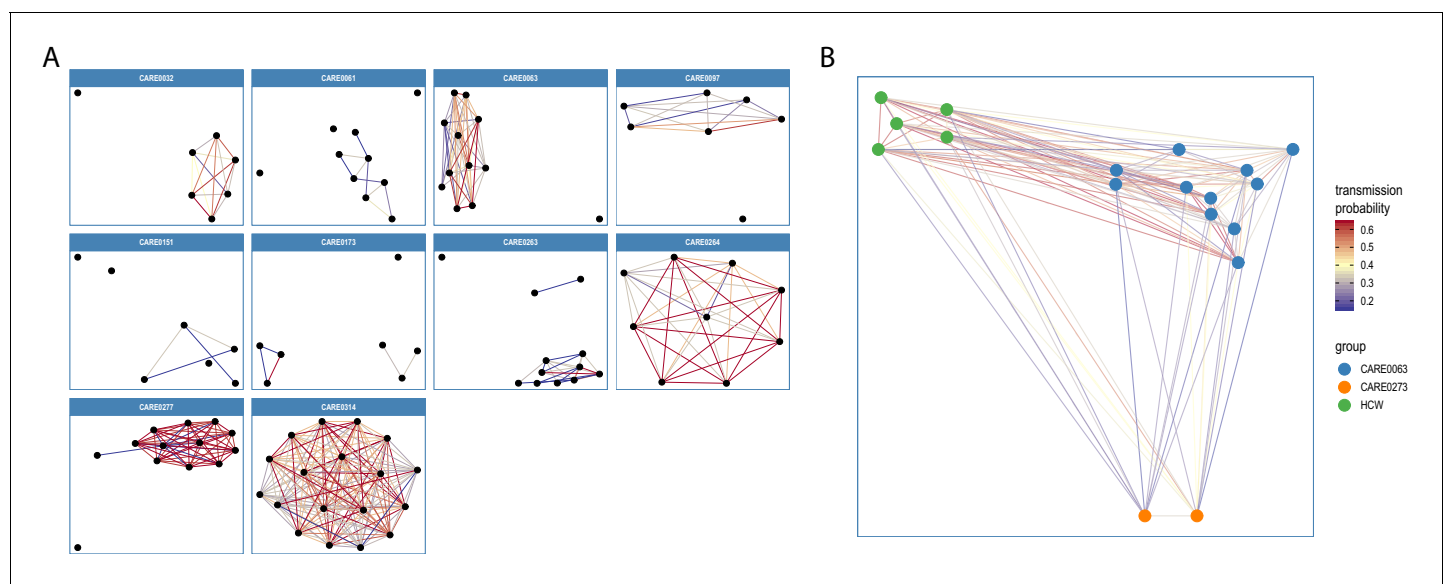 A
B
CARE0032
CARE0061
CARE0063
CARE0097
CARE0151
CARE0173
CARE0263
CARE0264
CARE0277
CARE0314
transmission
probability
0.6
0.5
0.4
0.3
0.2
group
CARE0063
CARE0273
HCW